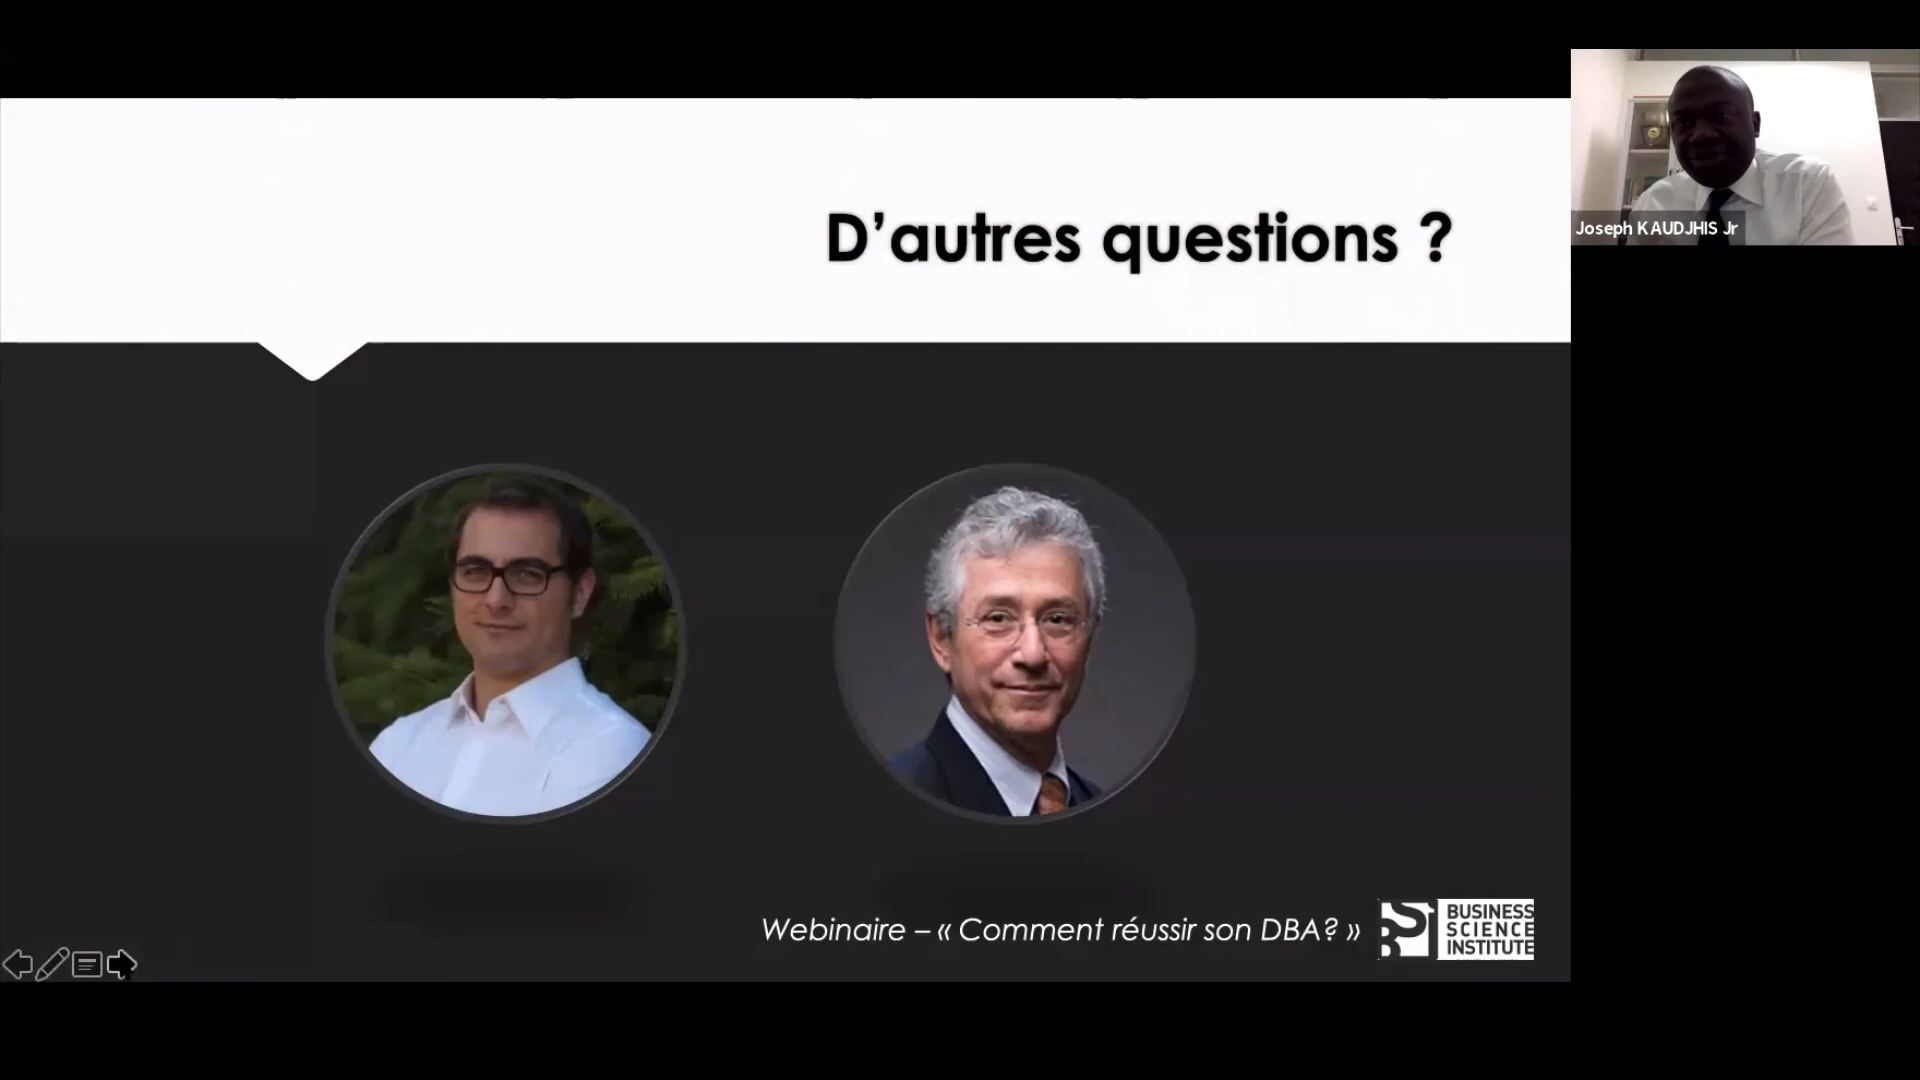 D’autres questions ?
Joseph KAUDJHIS Jr
Webinaire – « Comment réussir son DBA? »
BUSINESS
SCIENCE
INSTITUTE